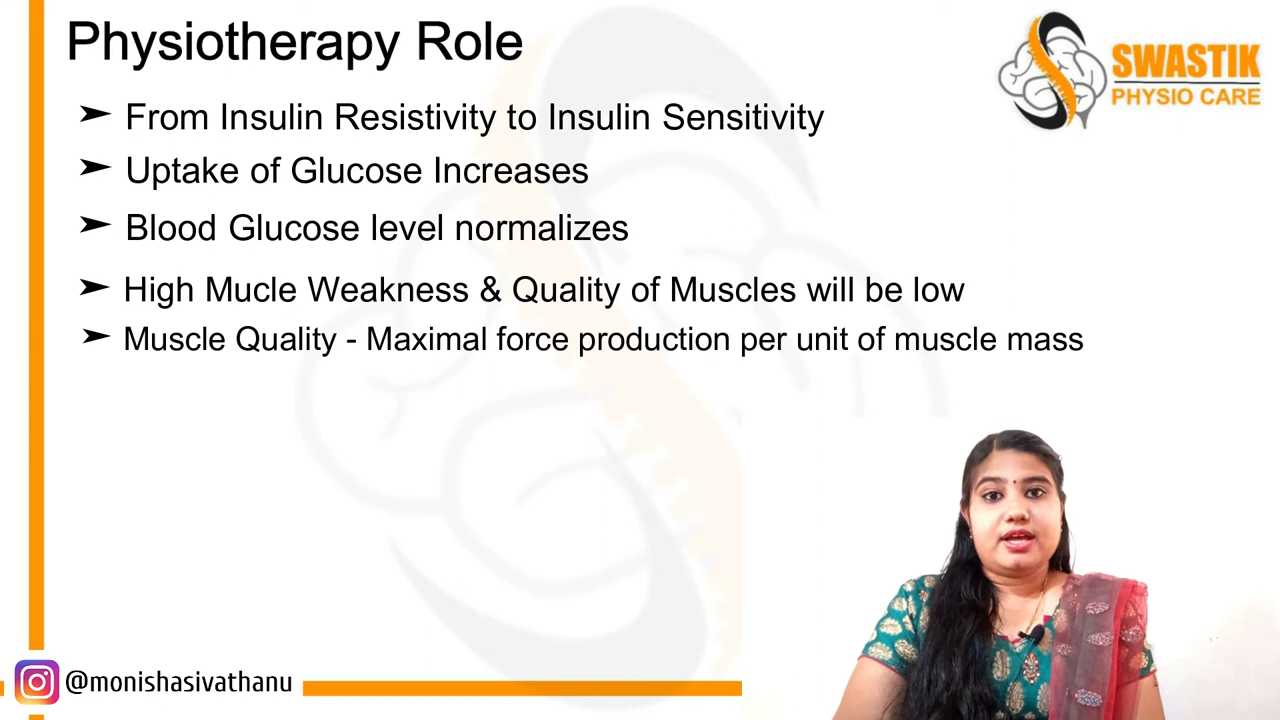 Physiotherapy Role
SWASTIK
PHYSIO CARE
➤ From Insulin Resistivity to Insulin Sensitivity
➤ Uptake of Glucose Increases
➤ Blood Glucose level normalizes
➤ High Mucle Weakness & Quality of Muscles will be low
➤ Muscle Quality - Maximal force production per unit of muscle mass
@monishasivathanu